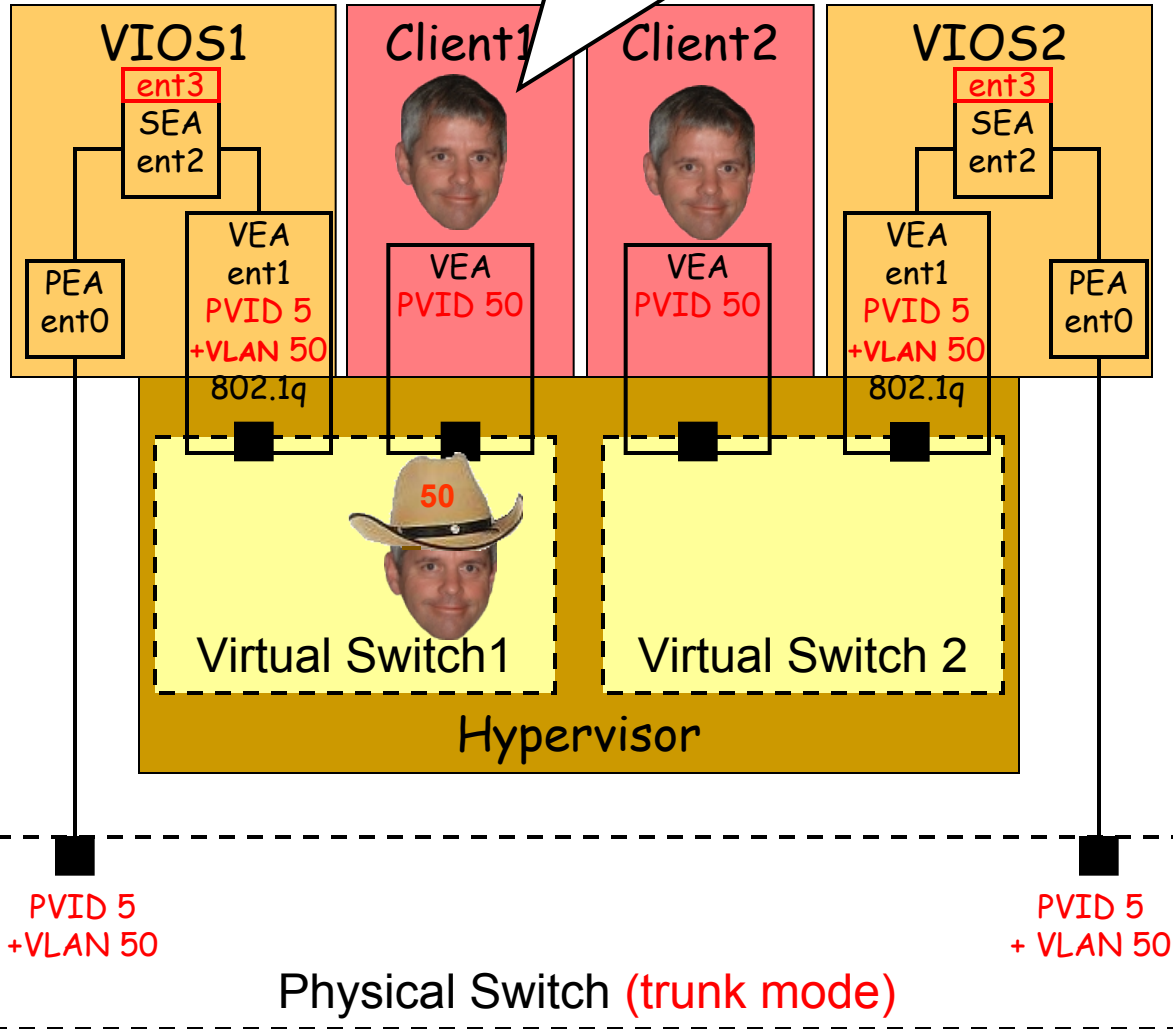 VIOS1
ent3
SEA
ent2
VEA
ent1
PVID 5
+VLAN 50
802.1q
PEA
ent0
Client1
VEA
PVID 50
Client2
VEA
PVID 50
VIOS2
ent3
SEA
ent2
VEA
ent1
PVID 5
+VLAN 50
802.1q
PEA
ent0
50
Virtual Switch1
Virtual Switch 2
Hypervisor
PVID 5
+VLAN 50
PVID 5
+ VLAN 50
Physical Switch (trunk mode)